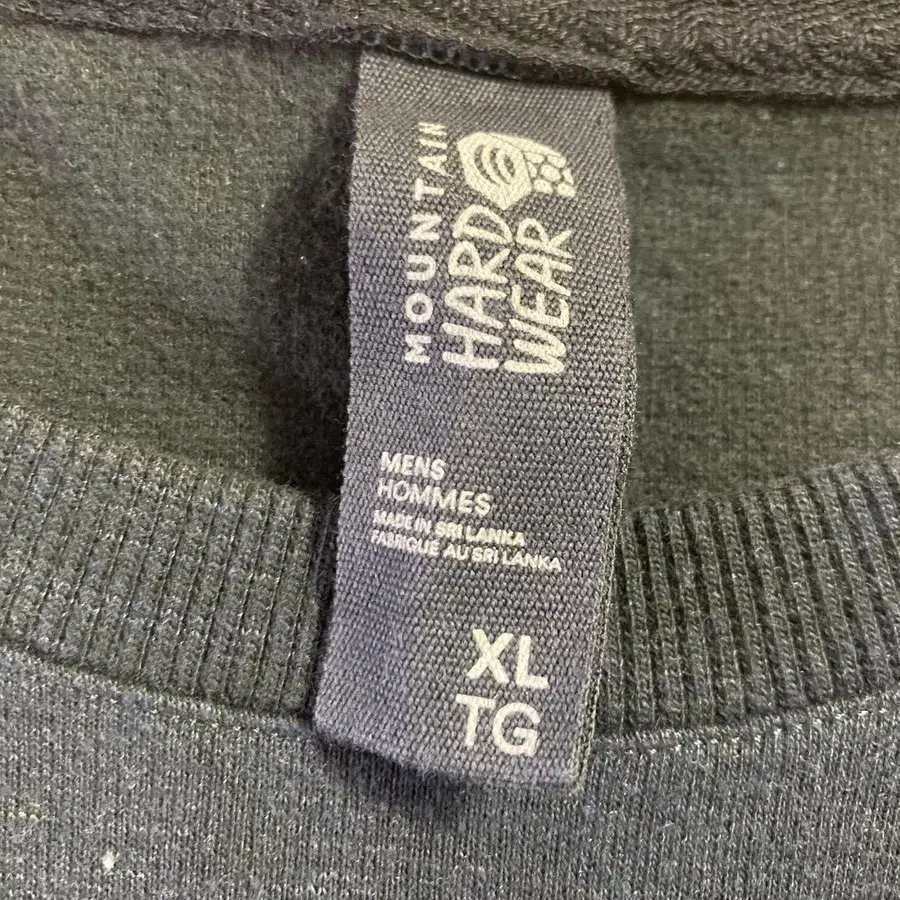 MOUNTAIN
HARD
WEAR
MENS
HOMMES
MADE IN SRI LANKA
FABRIQUE AU SRI LANKA
XL
TG